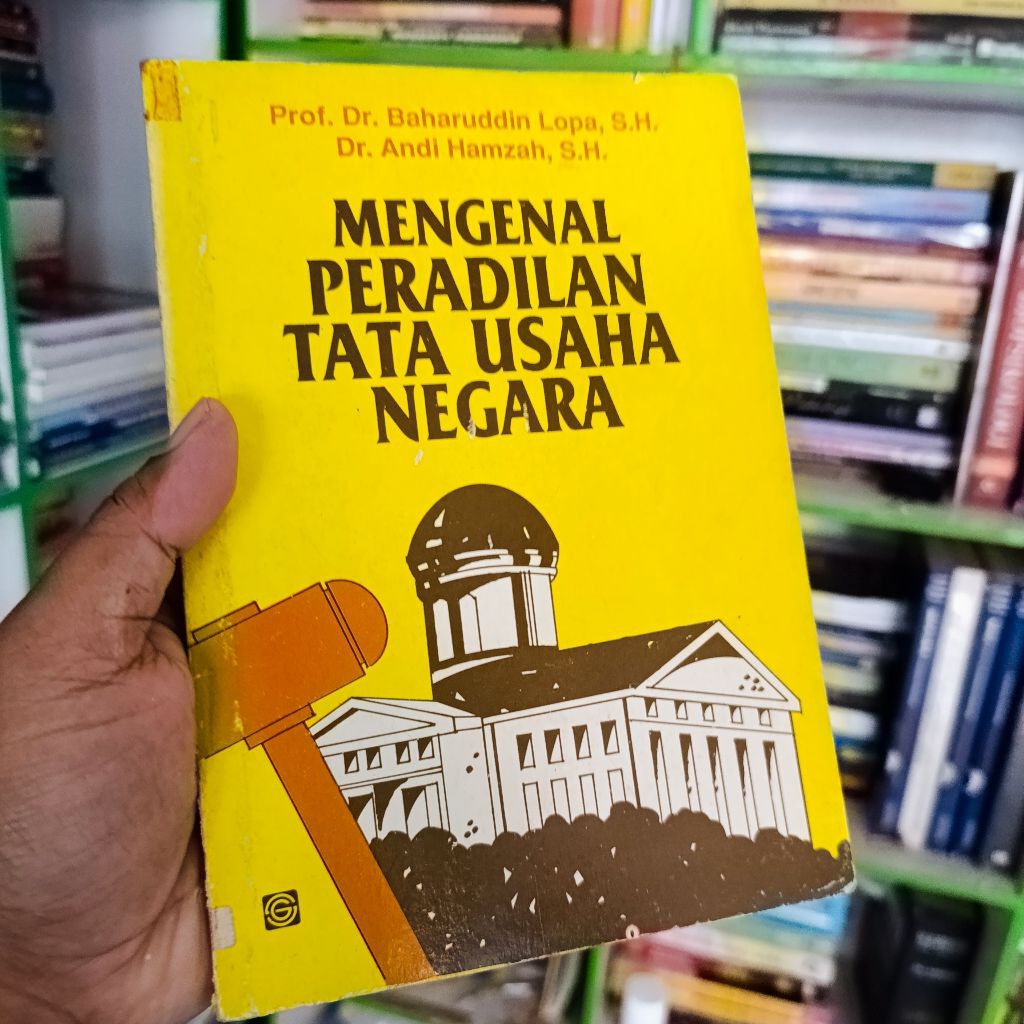 Prof. Dr. Baharuddin Lopa, S.H.
Dr. Andi Hamzah, S.H.
MENGENAL
PERADILAN
TATA USAHA
NEGARA